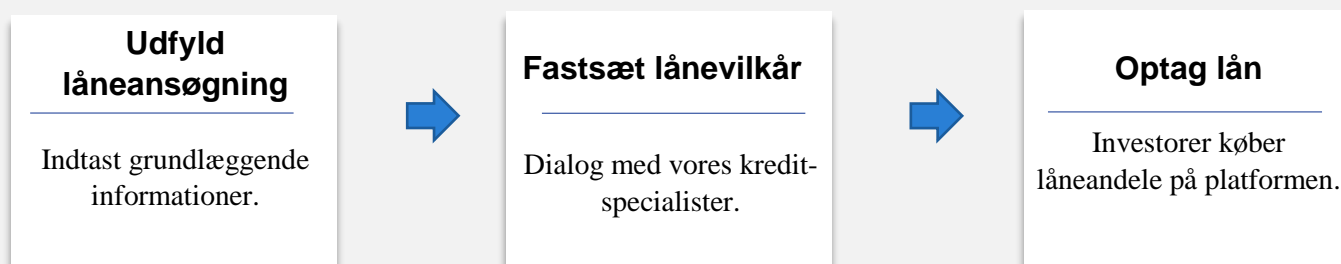 Udfyld
låneansøgning
Indtast grundlæggende
informationer.
Fastsæt lånevilkår
Dialog med vores kredit-
specialister.
Optag lån
Investorer køber
låneandele på platformen.